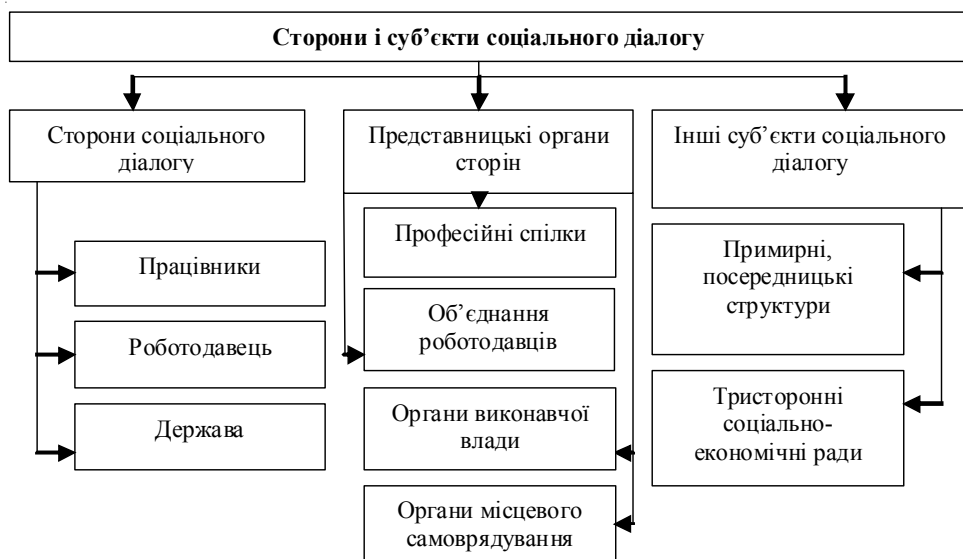 Сторони і суб’єкти соціального діалогу
Сторони соціального
діалогу
Працівники
Роботодавець
Держава
Представницькі органи
сторін
Професійні спілки
Об’єднання
роботодавців
Органи виконавчої
влади
Органи місцевого
самоврядування
Інші суб’єкти соціального
діалогу
Примирні,
посередницькі
структури
Тристоронні
соціально-
економічні ради